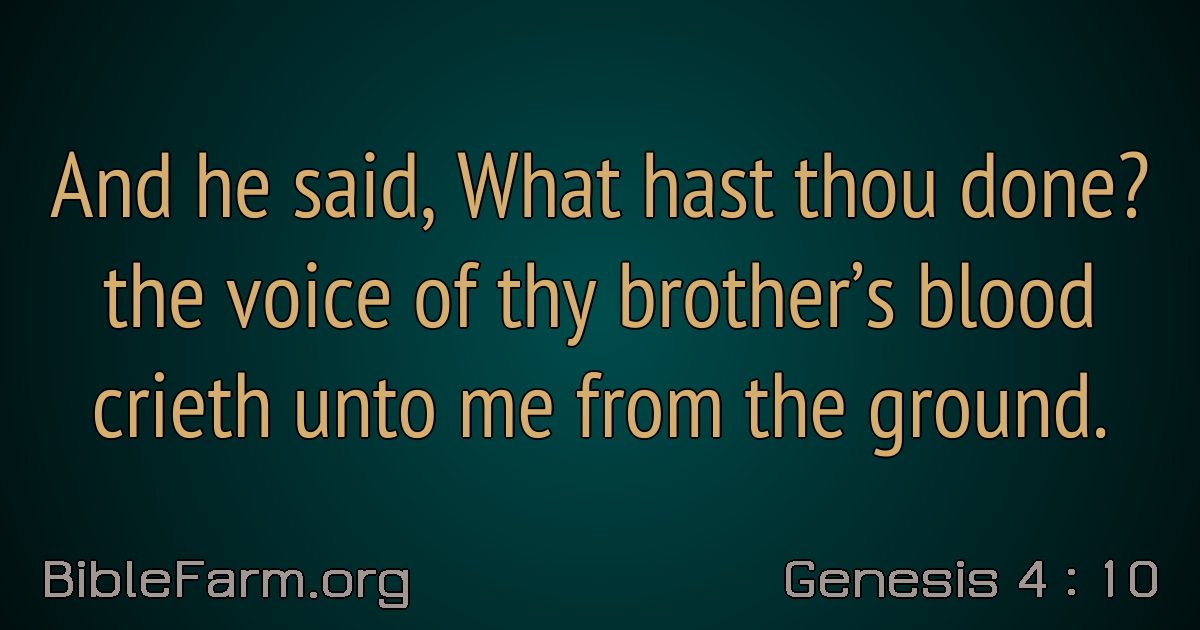 And he said, What hast thou done?
the voice of thy brother’s blood
crieth unto me from the ground.
BibleFarm.org
Genesis 4 : 10